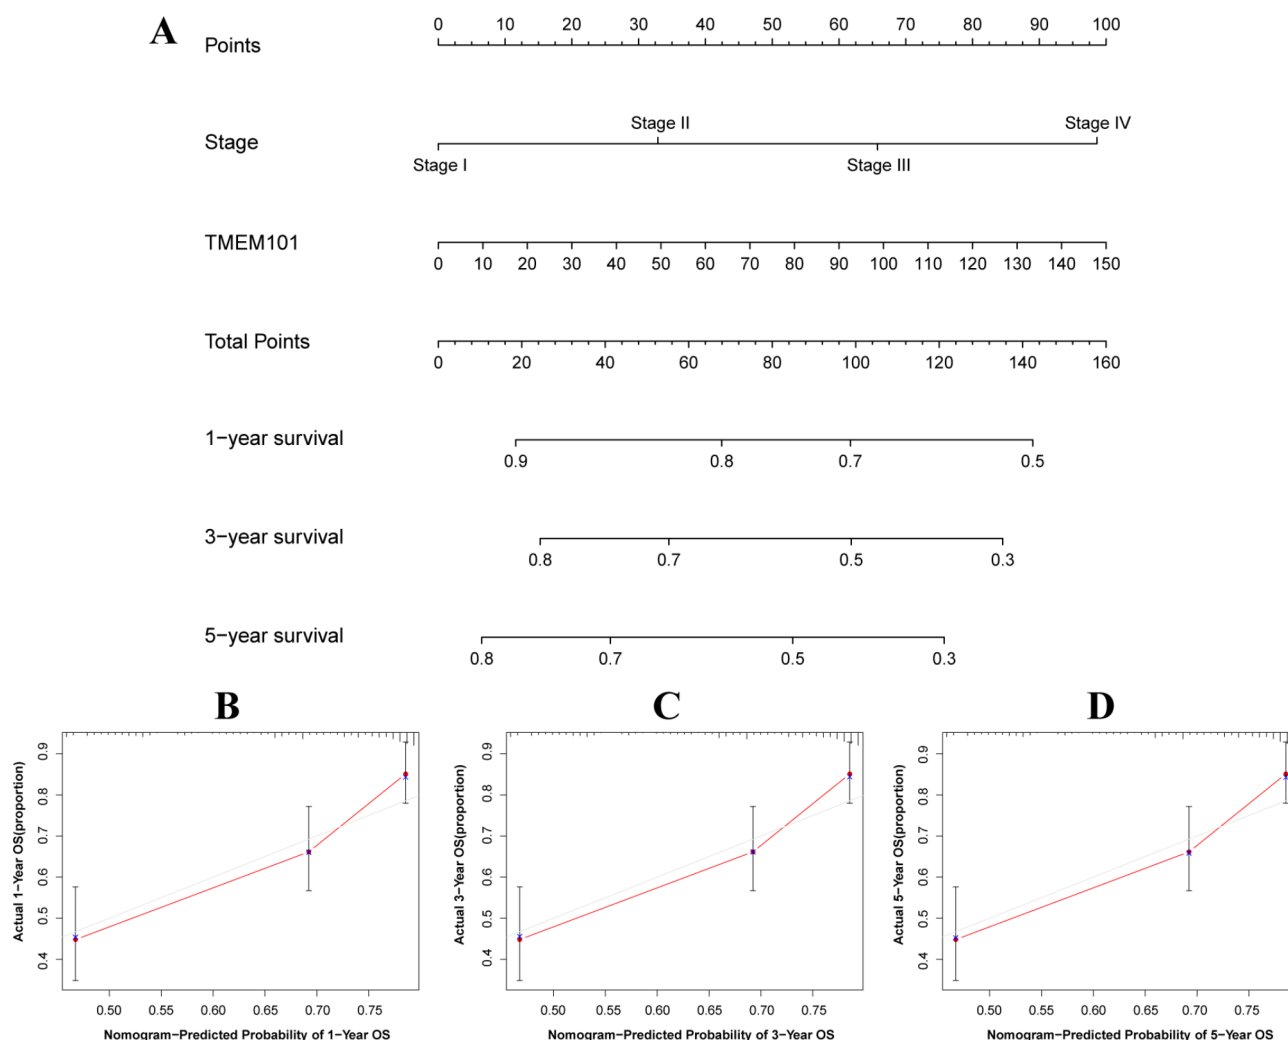 A
Points
0 10 20 30 40 50 60 70 80 90 100
Stage
Stage II
Stage IV
Stage I
Stage III
TMEM101
0 10 20 30 40 50 60 70 80 90 100 110 120 130 140 150
Total Points
0 20 40 60 80 100 120 140 160
1−year survival
0.9 0.8 0.7 0.5
3−year survival
0.8 0.7 0.5 0.3
5−year survival
0.8 0.7 0.5 0.3
B
Actual 1−Year OS(proportion)
0.9
0.8
0.7
0.6
0.5
0.4
0.50 0.55 0.60 0.65 0.70 0.75
Nomogram−Predicted Probability of 1−Year OS
C
Actual 3−Year OS(proportion)
0.9
0.8
0.7
0.6
0.5
0.4
0.50 0.55 0.60 0.65 0.70 0.75
Nomogram−Predicted Probability of 3−Year OS
D
Actual 5−Year OS(proportion)
0.9
0.8
0.7
0.6
0.5
0.4
0.50 0.55 0.60 0.65 0.70 0.75
Nomogram−Predicted Probability of 5−Year OS